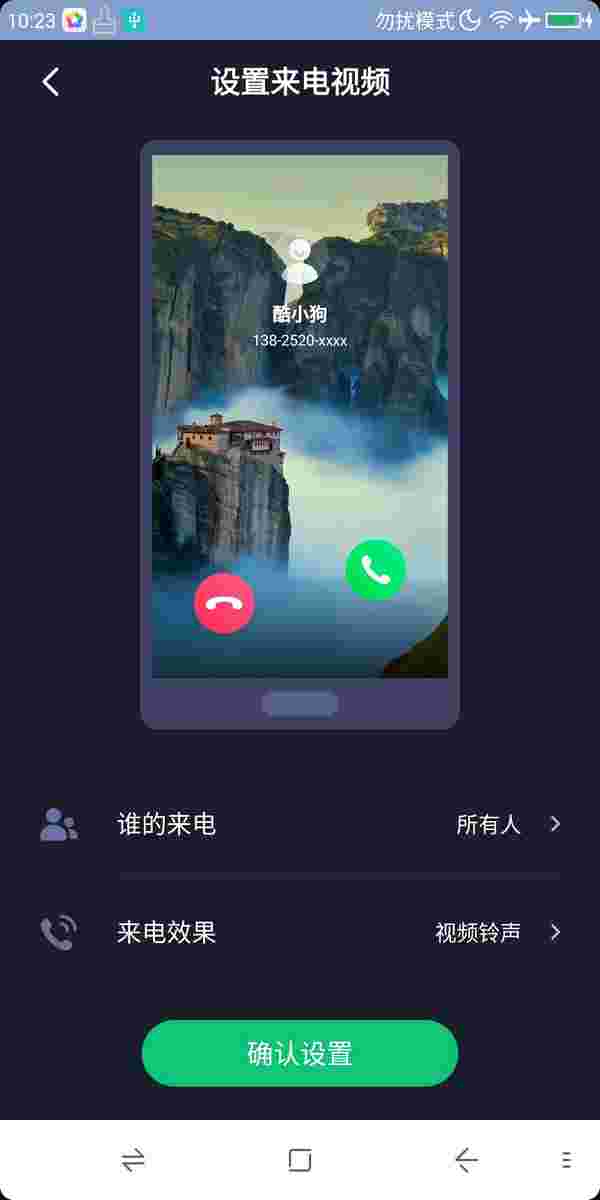 10:23 勿扰模式
设置来电视频
酷小狗
138-2520-xxxx
谁的来电 所有人
来电效果 视频铃声
确认设置